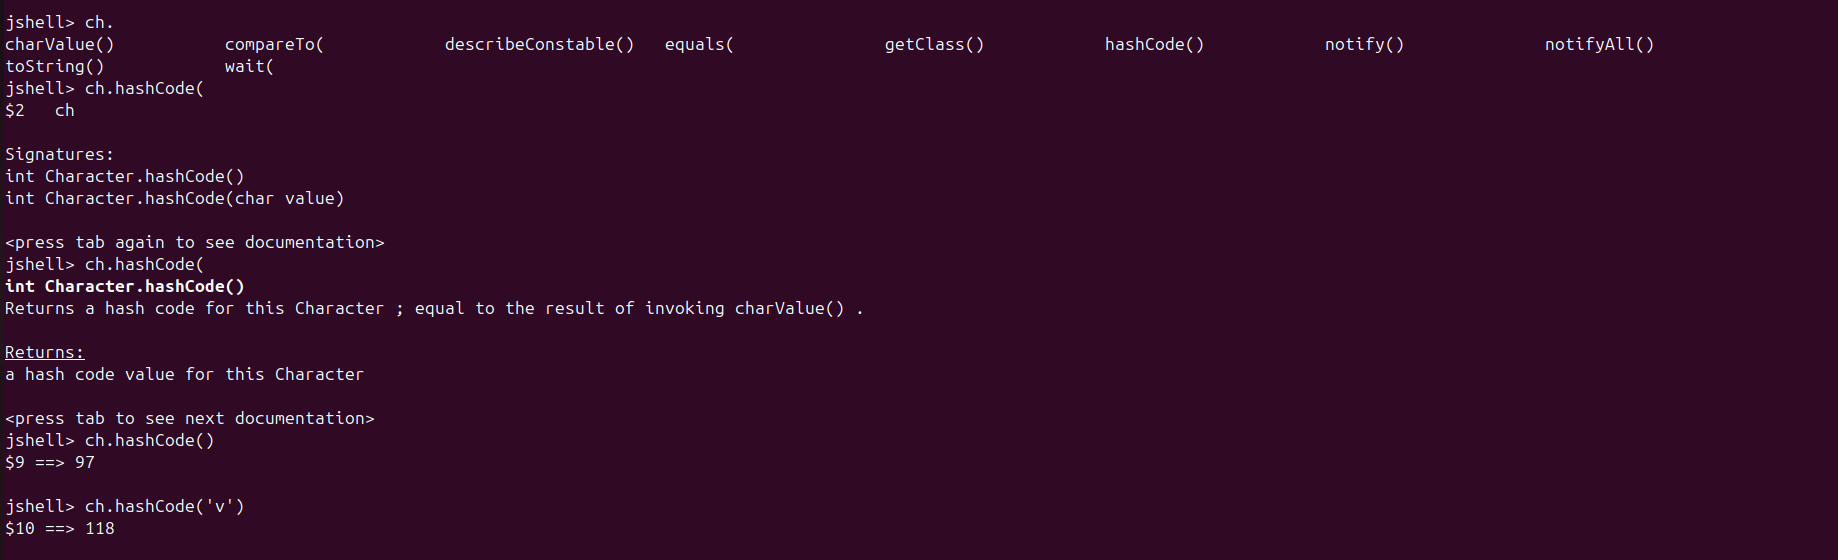 jshell> ch.
charValue()           compareTo(            describeConstable()   equals(               getClass()            hashCode()            notify()              notifyAll()
toString()            wait(
jshell> ch.hashCode(
$2   ch

Signatures:
int Character.hashCode()
int Character.hashCode(char value)

<press tab again to see documentation>
jshell> ch.hashCode(
int Character.hashCode()
Returns a hash code for this Character ; equal to the result of invoking charValue() .

Returns:
a hash code value for this Character

<press tab to see next documentation>
jshell> ch.hashCode()
$9 ==> 97

jshell> ch.hashCode('v')
$10 ==> 118